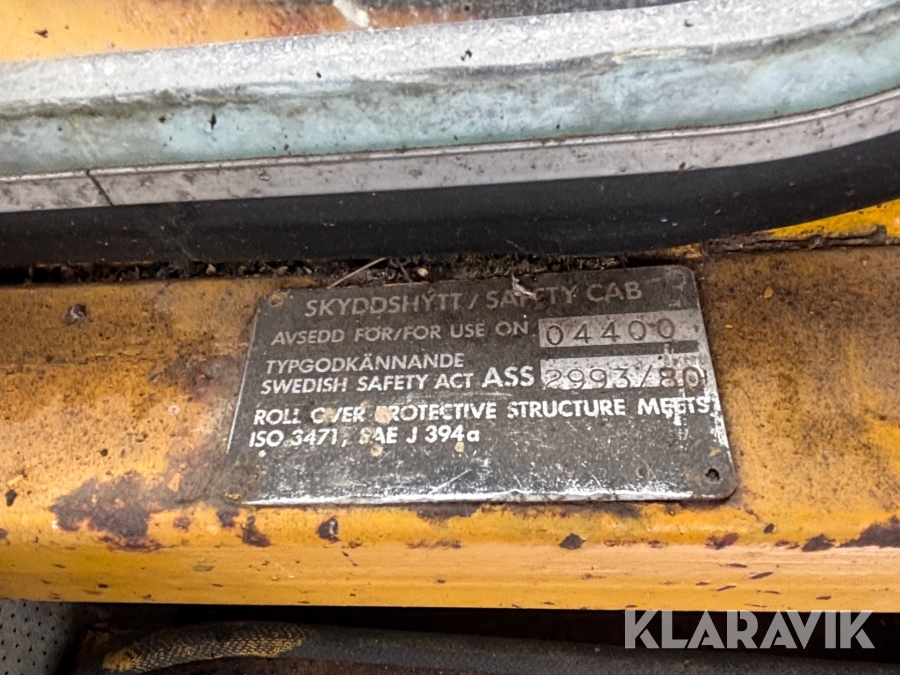 SKYDDSHYTT/SAFETY CAB
AVSEDD FÖR/FOR USE ON 04400
TYPGODKÄNNANDE
SWEDISH SAFETY ACT ASS 2993/80
ROLL OVER PROTECTIVE STRUCTURE MEETS
ISO 3471, SAE J 394a
KLARAVIK